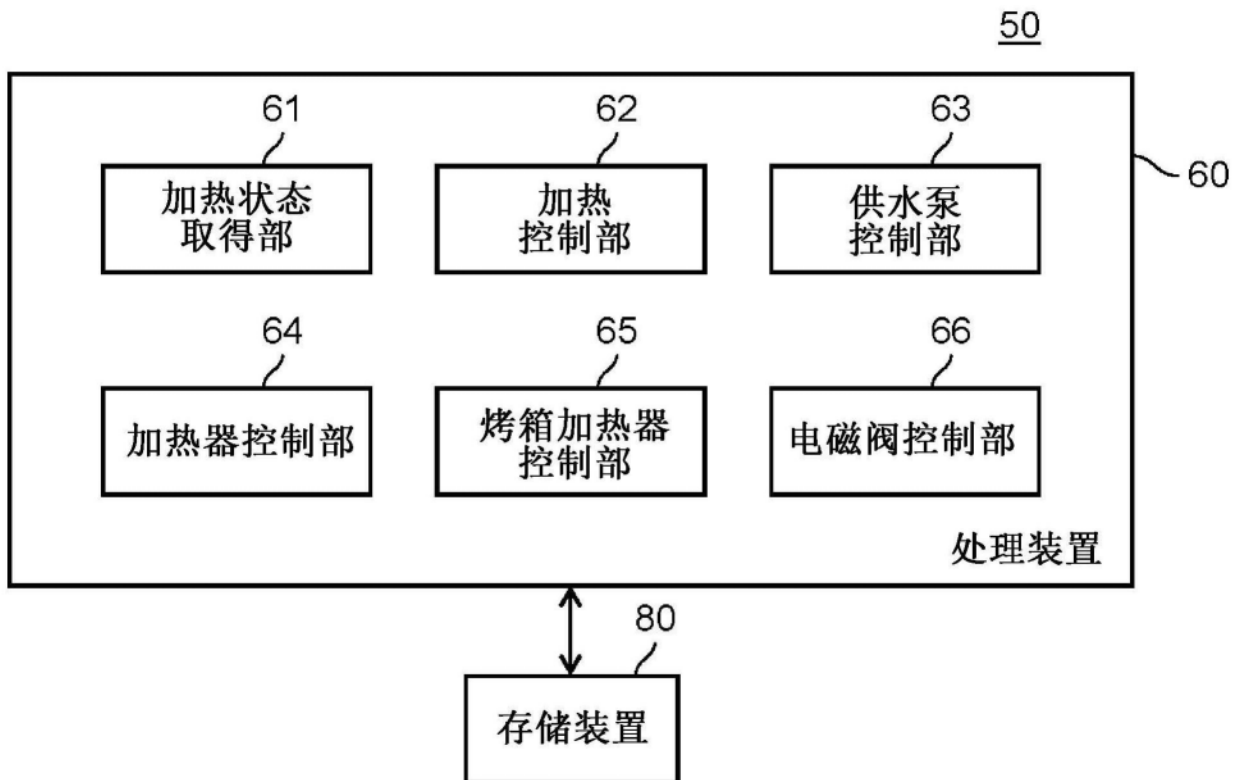 50
61
62
63
60
加热状态
取得部
加热
控制部
供水泵
控制部
64
65
66
加热器控制部
烤箱加热器
控制部
电磁阀控制部
处理装置
80
存储装置